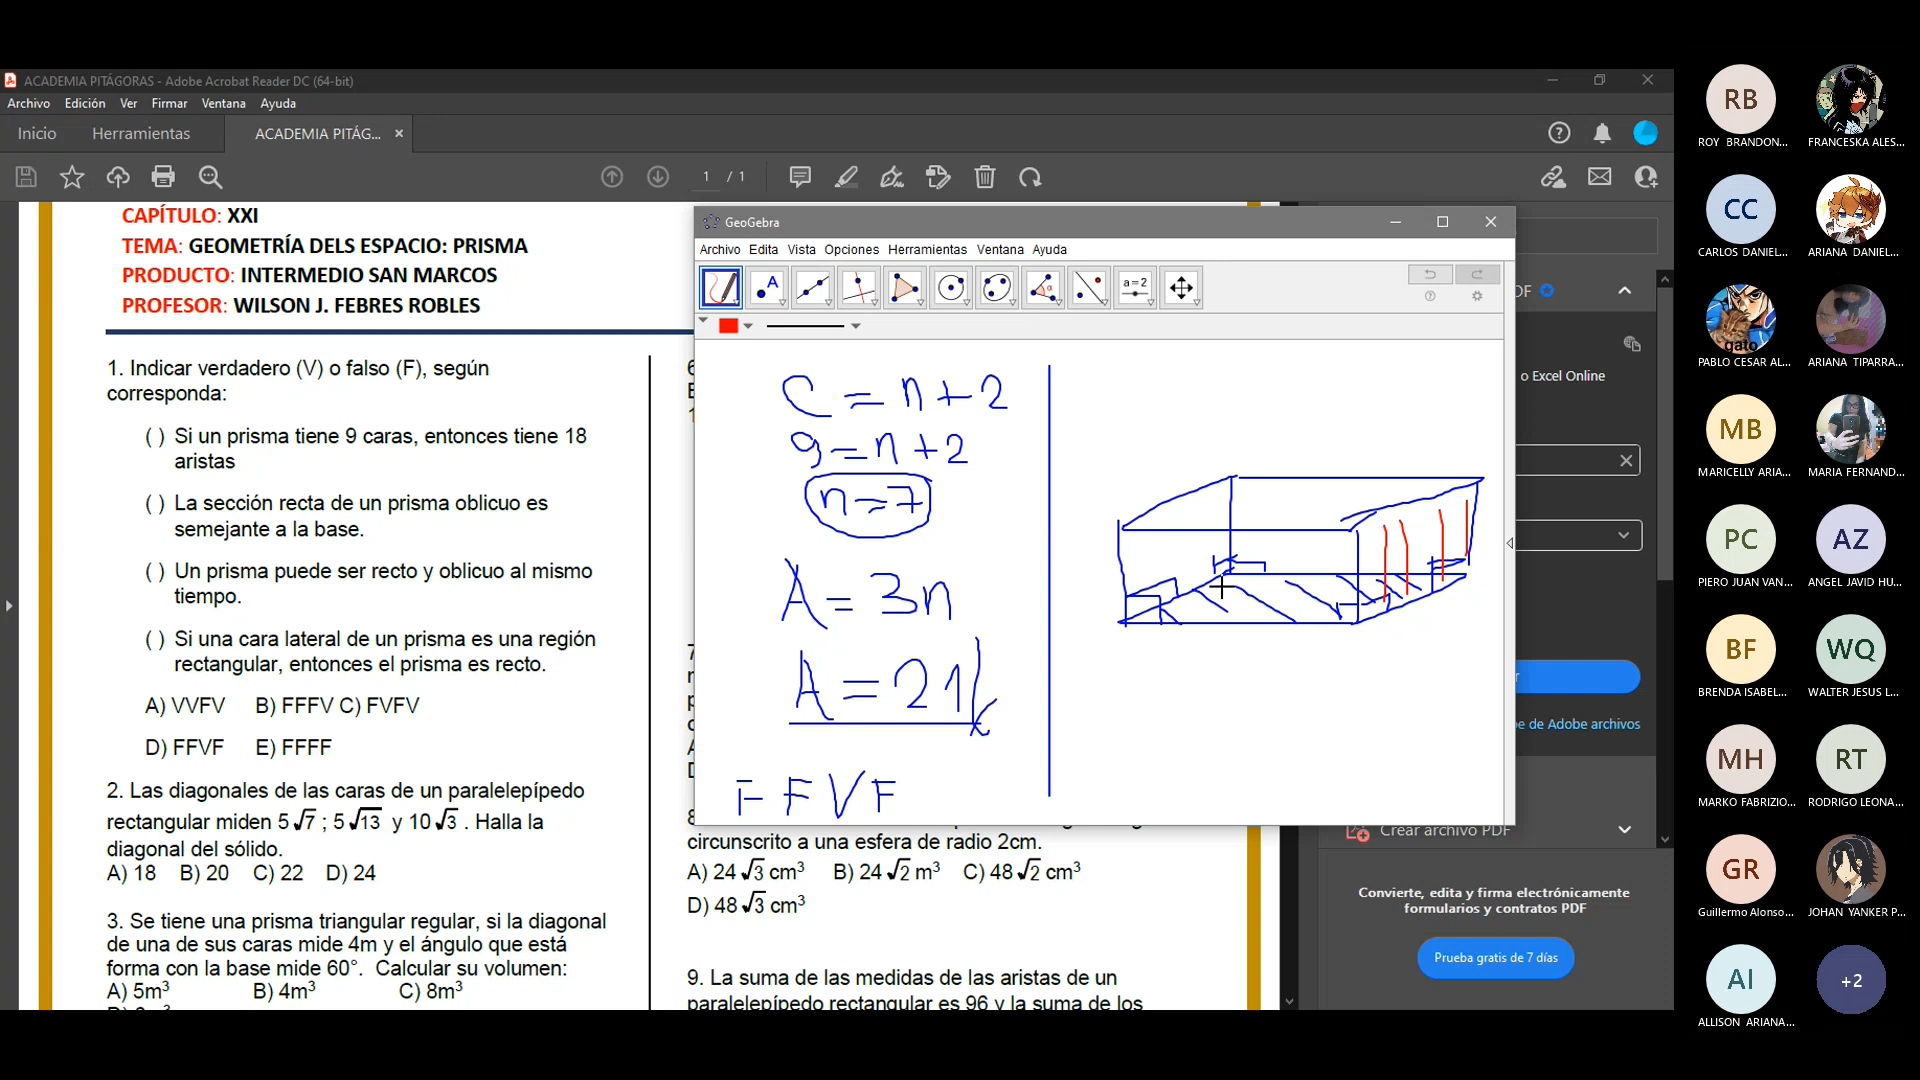 ACADEMIA PITÁGORAS - Adobe Acrobat Reader DC (64-bit)
Archivo Edición Ver Firmar Ventana Ayuda
Inicio Herramientas ACADEMIA PITÁG... ×
1 / 1
CAPÍTULO: XXI
TEMA: GEOMETRÍA DELS ESPACIO: PRISMA
PRODUCTO: INTERMEDIO SAN MARCOS
PROFESOR: WILSON J. FEBRES ROBLES
1. Indicar verdadero (V) o falso (F), según
corresponda:
( ) Si un prisma tiene 9 caras, entonces tiene 18
aristas
( ) La sección recta de un prisma oblicuo es
semejante a la base.
( ) Un prisma puede ser recto y oblicuo al mismo
tiempo.
( ) Si una cara lateral de un prisma es una región
rectangular, entonces el prisma es recto.
A) VVFV B) FFFV C) FVFV
D) FFVF E) FFFF
2. Las diagonales de las caras de un paralelepípedo
rectangular miden 5√7 ; 5√13 y 10√3 . Halla la
diagonal del sólido.
A) 18 B) 20 C) 22 D) 24
3. Se tiene una prisma triangular regular, si la diagonal
de una de sus caras mide 4m y el ángulo que está
forma con la base mide 60°. Calcular su volumen:
A) 5m³ B) 4m³ C) 8m³
GeoGebra
Archivo Edita Vista Opciones Herramientas Ventana Ayuda
A
α
a=2
C = n + 2
9 = n + 2
n = 7
A = 3n
A = 21
F F V F
circunscrito a una esfera de radio 2cm.
A) 24√3 cm³ B) 24√2 m³ C) 48√2 cm³
D) 48√3 cm³
9. La suma de las medidas de las aristas de un
paralelepípedo rectangular es 96 y la suma de los
o Excel Online
de Adobe archivos
Crear archivo PDF
Convierte, edita y firma electrónicamente
formularios y contratos PDF
Prueba gratis de 7 días
RB
ROY BRANDON...
FRANCESKA ALES...
CC
CARLOS DANIEL...
ARIANA DANIEL...
gato
PABLO CESAR AL...
ARIANA TIPARRA...
MB
MARICELLY ARIA...
MARIA FERNAND...
PC
PIERO JUAN VAN...
AZ
ANGEL JAVID HU...
BF
BRENDA ISABEL...
WQ
WALTER JESUS L...
MH
MARKO FABRIZIO...
RT
RODRIGO LEONA...
GR
Guillermo Alonso...
JOHAN YANKER P...
AI
ALLISON ARIANA...
+2